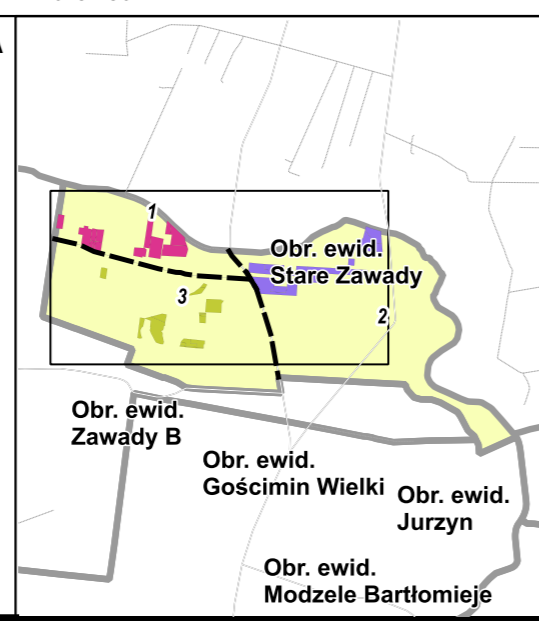 1
Obr. ewid.
Stare Zawady
3
2
Obr. ewid.
Zawady B
Obr. ewid.
Gościmin Wielki
Obr. ewid.
Jurzyn
Obr. ewid.
Modzele Bartłomieje